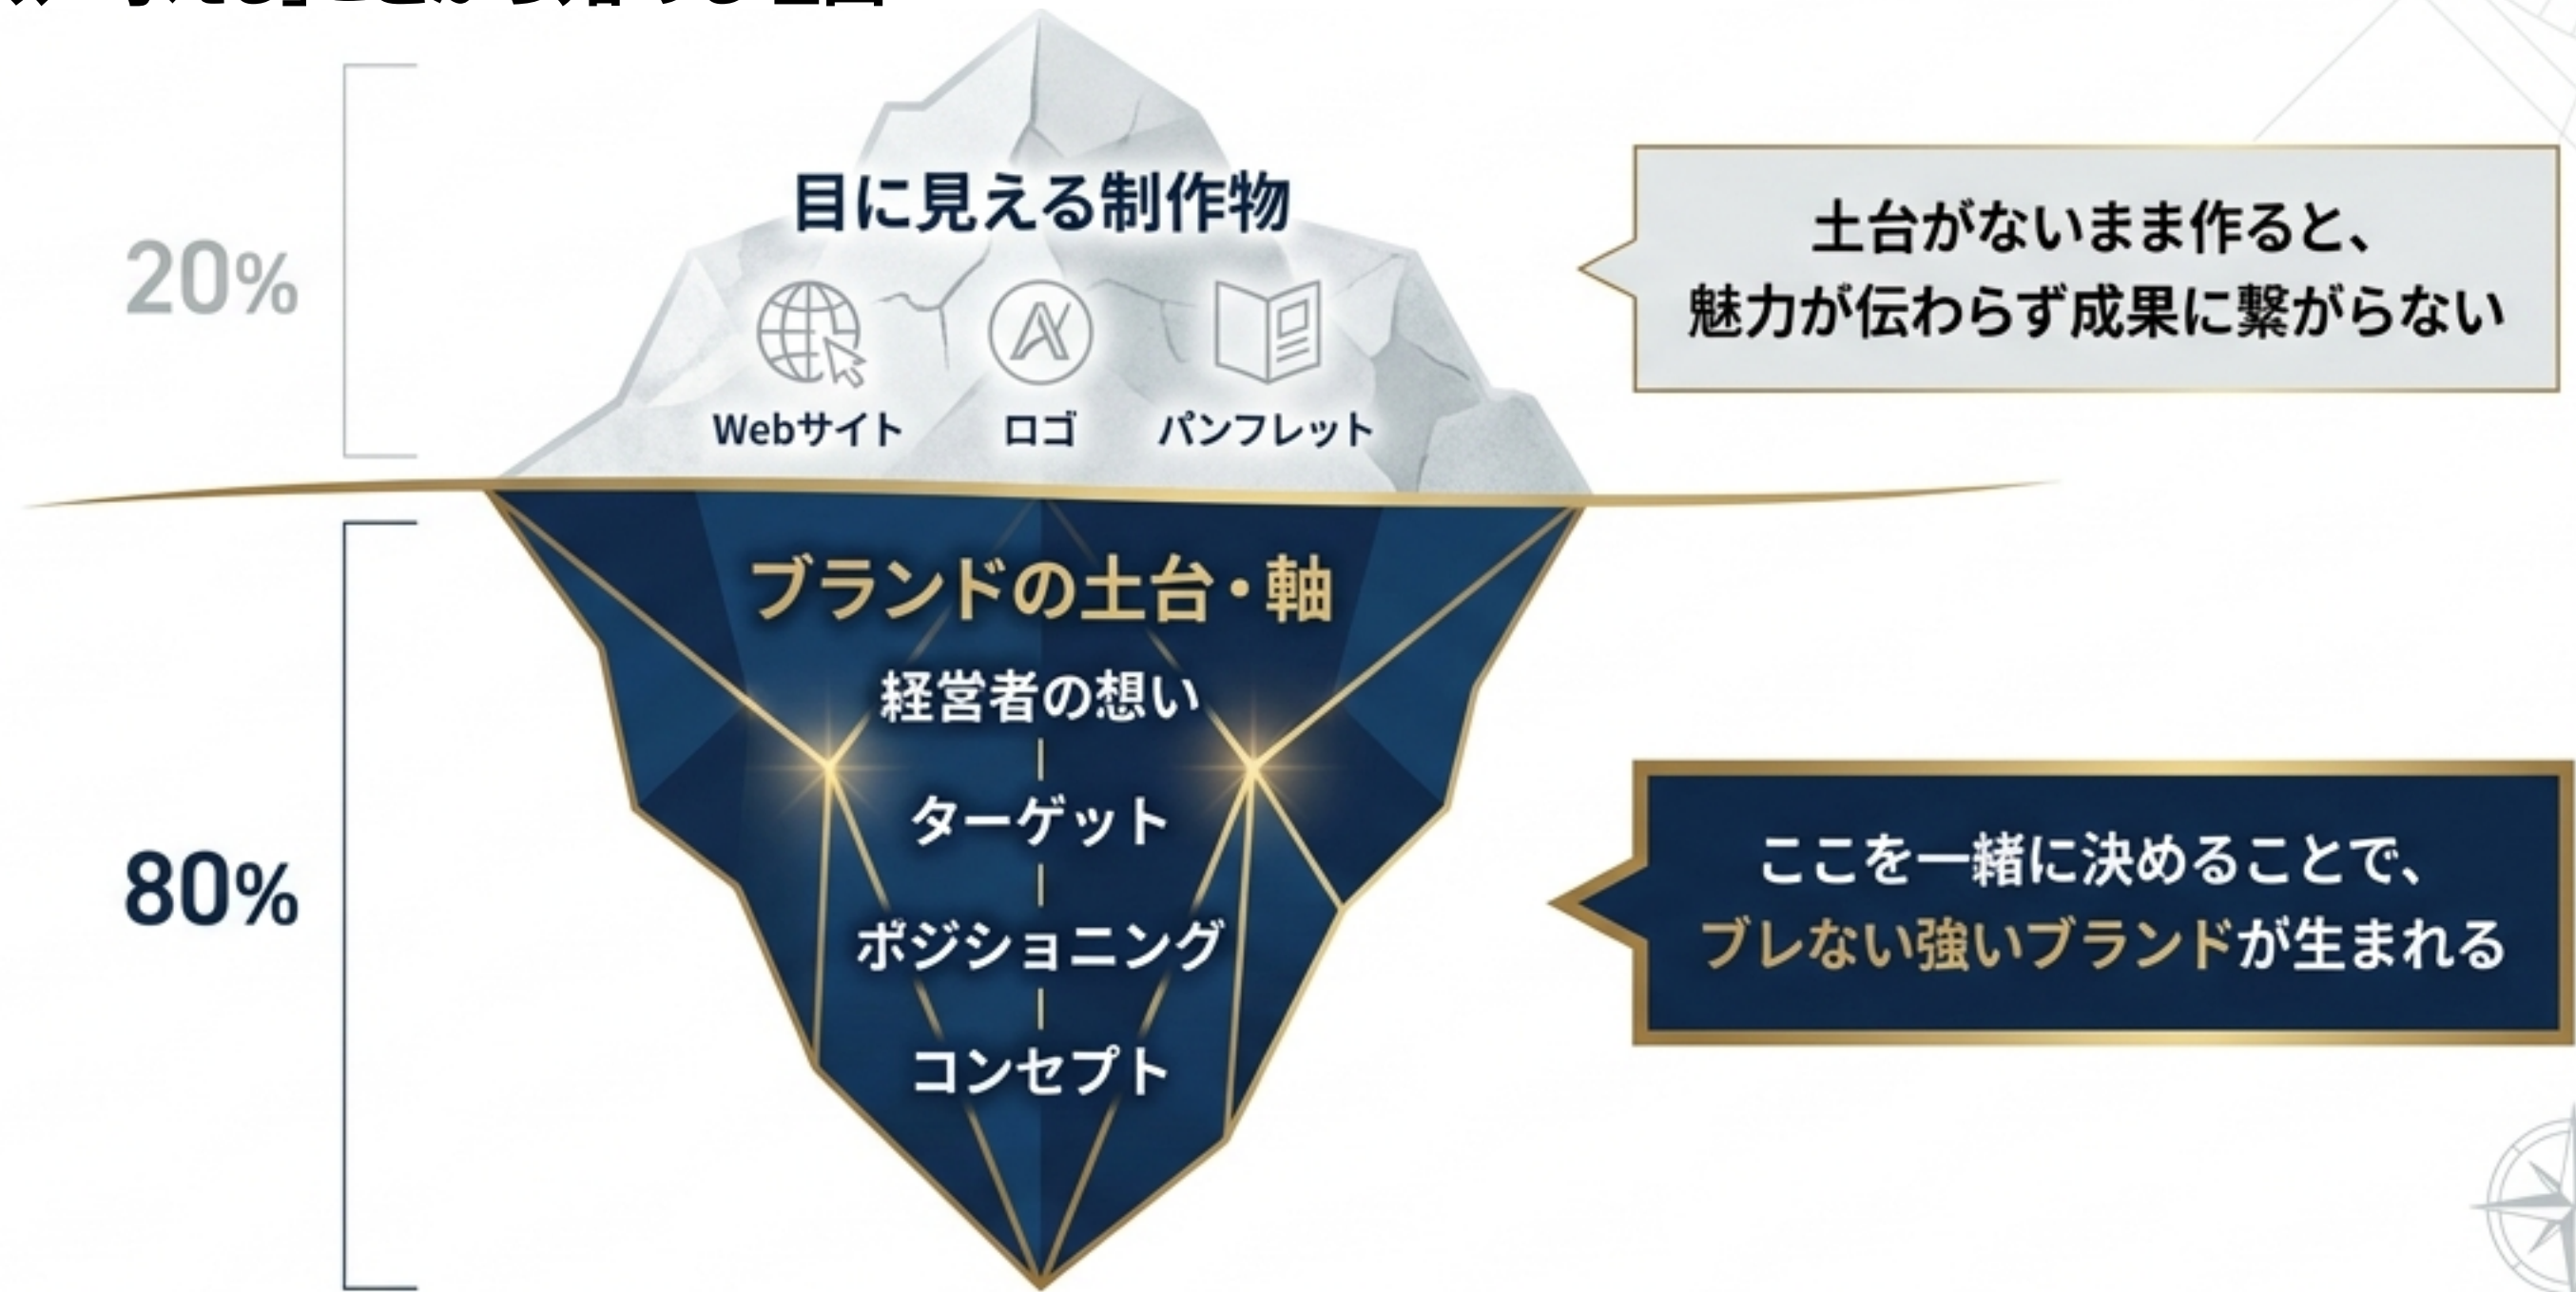 目に見える制作物
20%
Webサイト
ロゴ
パンフレット
土台がないまま作ると、
魅力が伝わらず成果に繋がらない
ブランドの土台・軸
経営者の想い
ターゲット
ポジショニング
コンセプト
80%
ここを一緒に決めることで、
ブレない強いブランドが生まれる